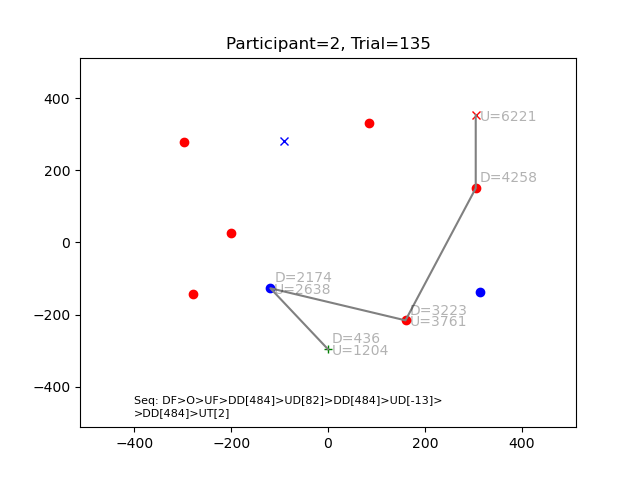 Participant=2, Trial=135
U=6221
D=4258
D=2174
U=2638
D=3223
U=3761
D=436
U=1204
Seq: DF>O>UF>DD[484]>UD[82]>DD[484]>UD[-13]>
>DD[484]>UT[2]
400
200
0
−200
−400
−400 −200 0 200 400